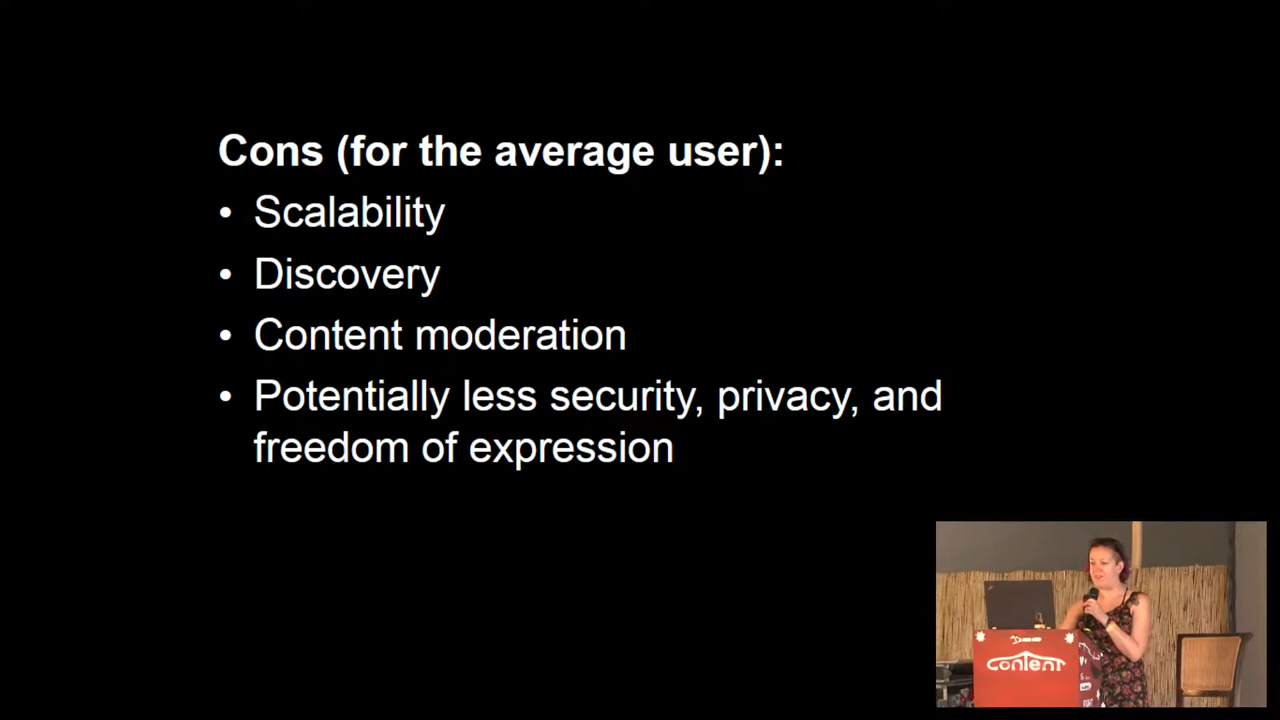 Cons (for the average user):
• Scalability
• Discovery
• Content moderation
• Potentially less security, privacy, and
freedom of expression
content